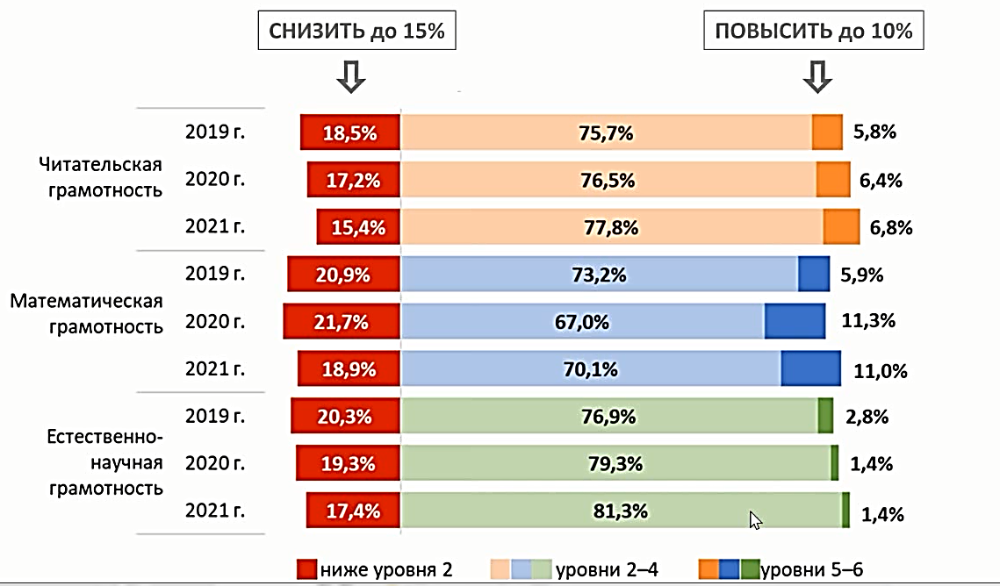 СНИЗИТЬ до 15%
ПОВЫСИТЬ до 10%
Читательская
грамотность
2019 г.
18,5%
75,7%
5,8%
2020 г.
17,2%
76,5%
6,4%
2021 г.
15,4%
77,8%
6,8%
Математическая
грамотность
2019 г.
20,9%
73,2%
5,9%
2020 г.
21,7%
67,0%
11,3%
2021 г.
18,9%
70,1%
11,0%
Естественно-
научная
грамотность
2019 г.
20,3%
76,9%
2,8%
2020 г.
19,3%
79,3%
1,4%
2021 г.
17,4%
81,3%
1,4%
ниже уровня 2
уровни 2–4
уровни 5–6